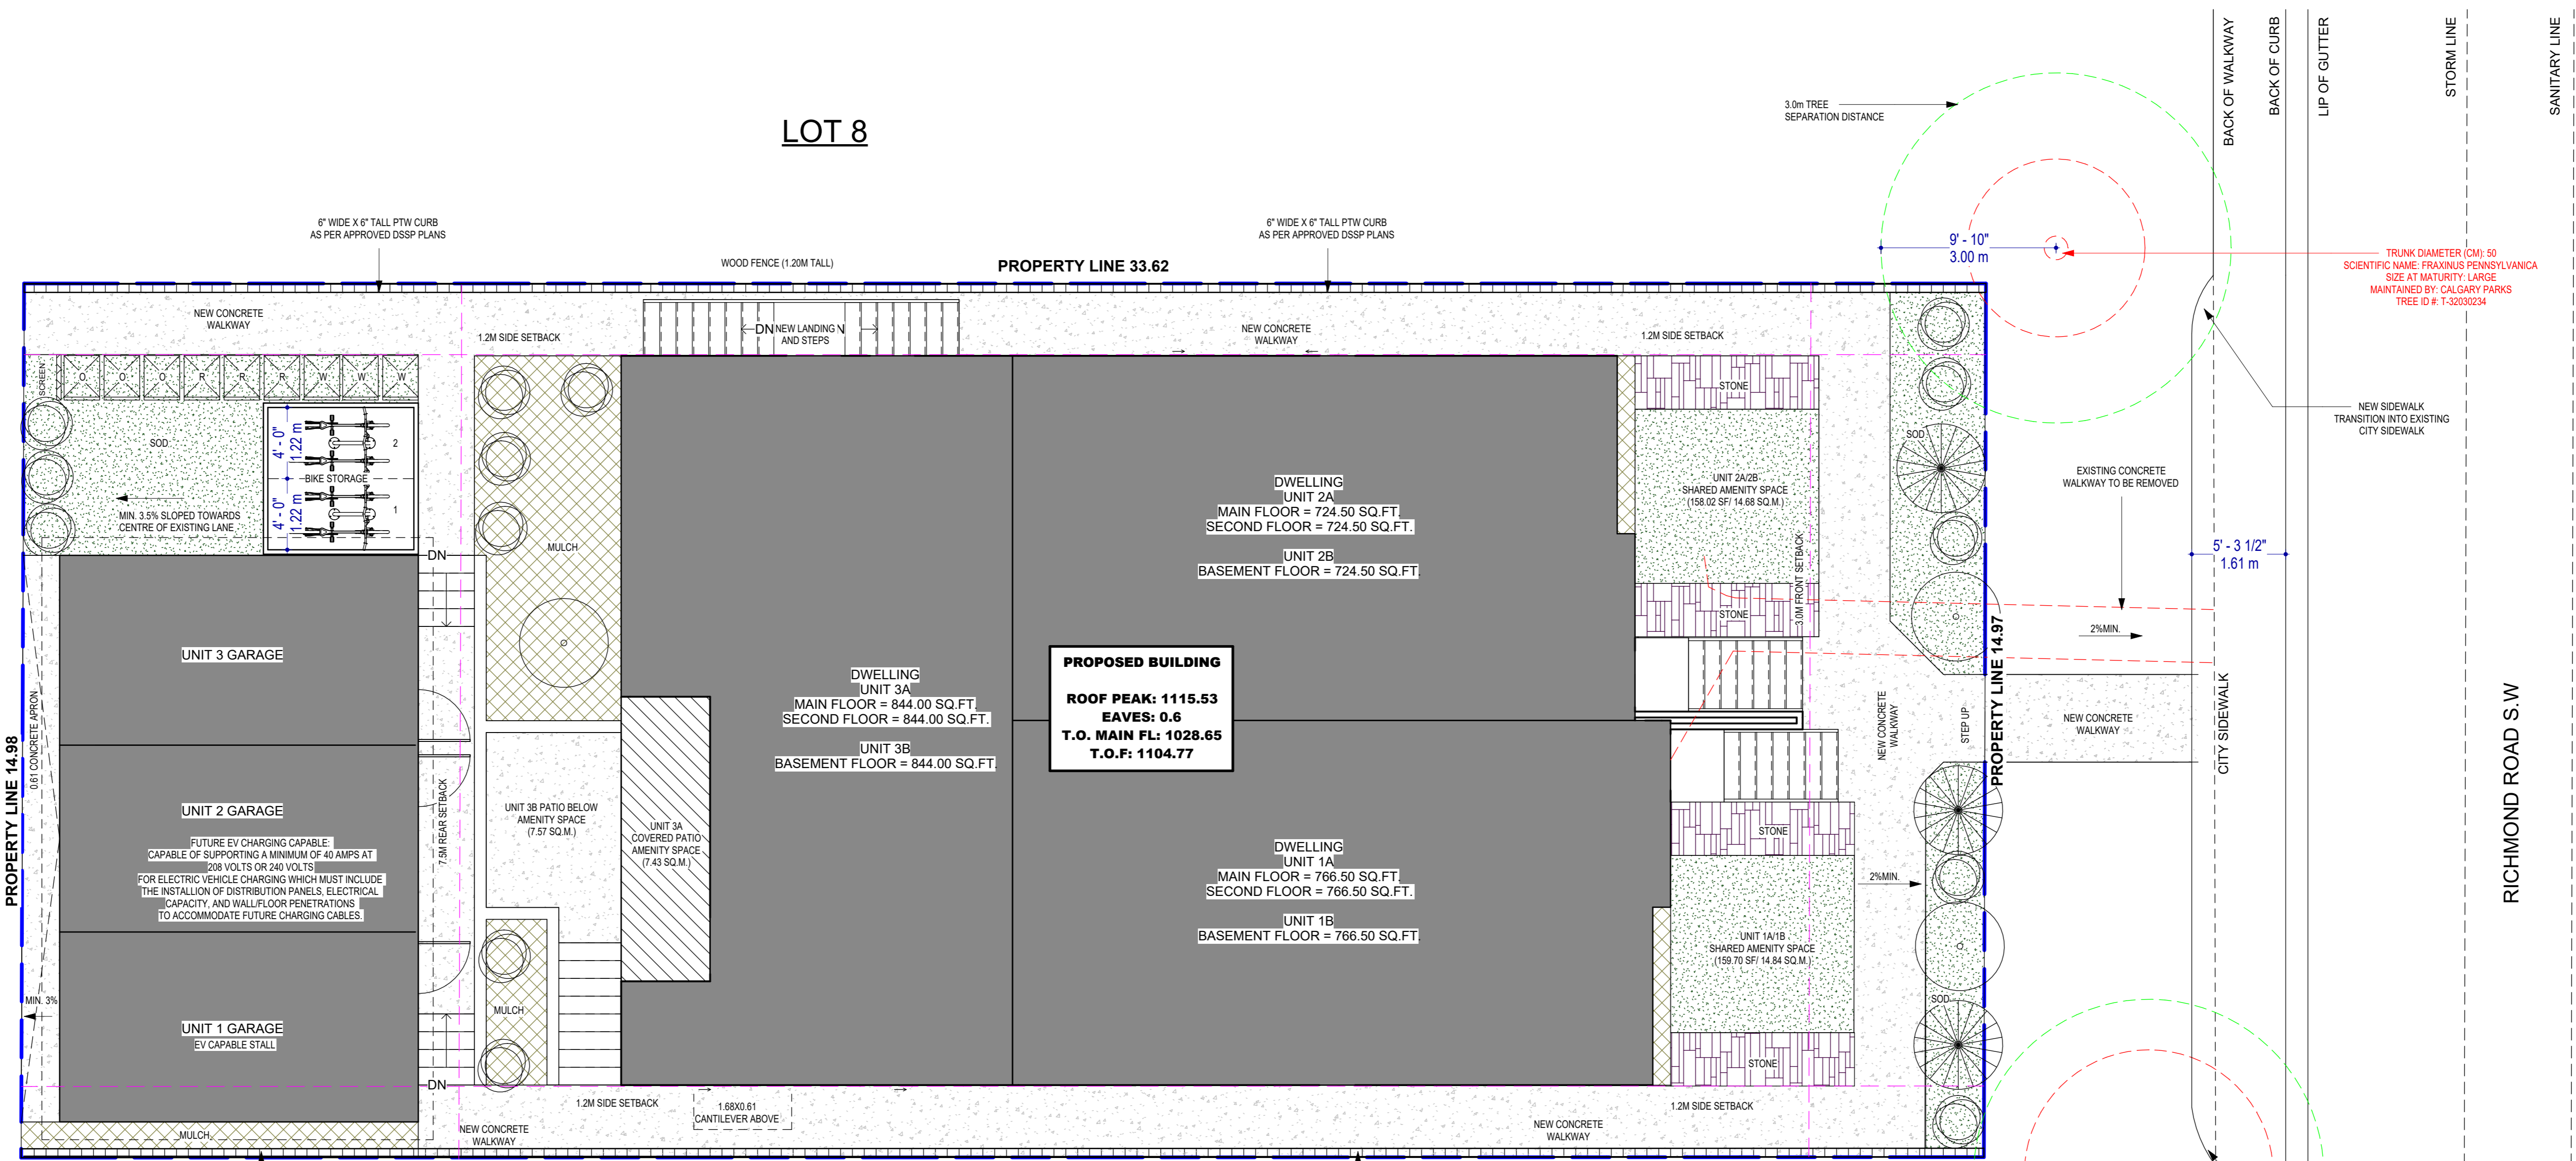 LOT 8
BACK OF WALKWAY
BACK OF CURB
LIP OF GUTTER
STORM LINE
SANITARY LINE
3.0m TREE
SEPARATION DISTANCE
6" WIDE X 6" TALL PTW CURB
AS PER APPROVED DSSP PLANS
6" WIDE X 6" TALL PTW CURB
AS PER APPROVED DSSP PLANS
WOOD FENCE (1.20M TALL)
PROPERTY LINE 33.62
9' - 10"
3.00 m
TRUNK DIAMETER (CM): 50
SCIENTIFIC NAME: FRAXINUS PENNSYLVANICA
SIZE AT MATURITY: LARGE
MAINTAINED BY: CALGARY PARKS
TREE ID #: T-32030234
NEW CONCRETE
WALKWAY
1.2M SIDE SETBACK
DN
NEW LANDING
AND STEPS
N
NEW CONCRETE
WALKWAY
1.2M SIDE SETBACK
SCREEN
O O O R R R W W W
STONE
NEW SIDEWALK
TRANSITION INTO EXISTING
CITY SIDEWALK
SOD
4' - 0"
1.22 m
2
BIKE STORAGE
4' - 0"
1.22 m
1
MIN. 3.5% SLOPED TOWARDS
CENTRE OF EXISTING LANE
MULCH
DN
DWELLING
UNIT 2A
MAIN FLOOR = 724.50 SQ.FT.
SECOND FLOOR = 724.50 SQ.FT.
UNIT 2B
BASEMENT FLOOR = 724.50 SQ.FT.
UNIT 2A/2B
SHARED AMENITY SPACE
(158.02 SF/ 14.68 SQ.M.)
3.0M FRONT SETBACK
STONE
SOD
EXISTING CONCRETE
WALKWAY TO BE REMOVED
5' - 3 1/2"
1.61 m
2%MIN.
PROPERTY LINE 14.97
UNIT 3 GARAGE
DWELLING
UNIT 3A
MAIN FLOOR = 844.00 SQ.FT.
SECOND FLOOR = 844.00 SQ.FT.
UNIT 3B
BASEMENT FLOOR = 844.00 SQ.FT.
PROPOSED BUILDING
ROOF PEAK: 1115.53
EAVES: 0.6
T.O. MAIN FL: 1028.65
T.O.F: 1104.77
NEW CONCRETE
WALKWAY
STEP UP
NEW CONCRETE
WALKWAY
CITY SIDEWALK
RICHMOND ROAD S.W
PROPERTY LINE 14.98
0.61 CONCRETE APRON
UNIT 2 GARAGE
FUTURE EV CHARGING CAPABLE:
CAPABLE OF SUPPORTING A MINIMUM OF 40 AMPS AT
208 VOLTS OR 240 VOLTS
FOR ELECTRIC VEHICLE CHARGING WHICH MUST INCLUDE
THE INSTALLION OF DISTRIBUTION PANELS, ELECTRICAL
CAPACITY, AND WALL/FLOOR PENETRATIONS
TO ACCOMMODATE FUTURE CHARGING CABLES.
7.5M REAR SETBACK
UNIT 3B PATIO BELOW
AMENITY SPACE
(7.57 SQ.M.)
UNIT 3A
COVERED PATIO
AMENITY SPACE
(7.43 SQ.M.)
DWELLING
UNIT 1A
MAIN FLOOR = 766.50 SQ.FT.
SECOND FLOOR = 766.50 SQ.FT.
UNIT 1B
BASEMENT FLOOR = 766.50 SQ.FT.
STONE
2%MIN.
UNIT 1A/1B
SHARED AMENITY SPACE
(159.70 SF/ 14.84 SQ.M.)
SOD
STONE
MIN. 3%
UNIT 1 GARAGE
EV CAPABLE STALL
MULCH
DN
1.2M SIDE SETBACK
1.68X0.61
CANTILEVER ABOVE
1.2M SIDE SETBACK
MULCH
NEW CONCRETE
WALKWAY
NEW CONCRETE
WALKWAY